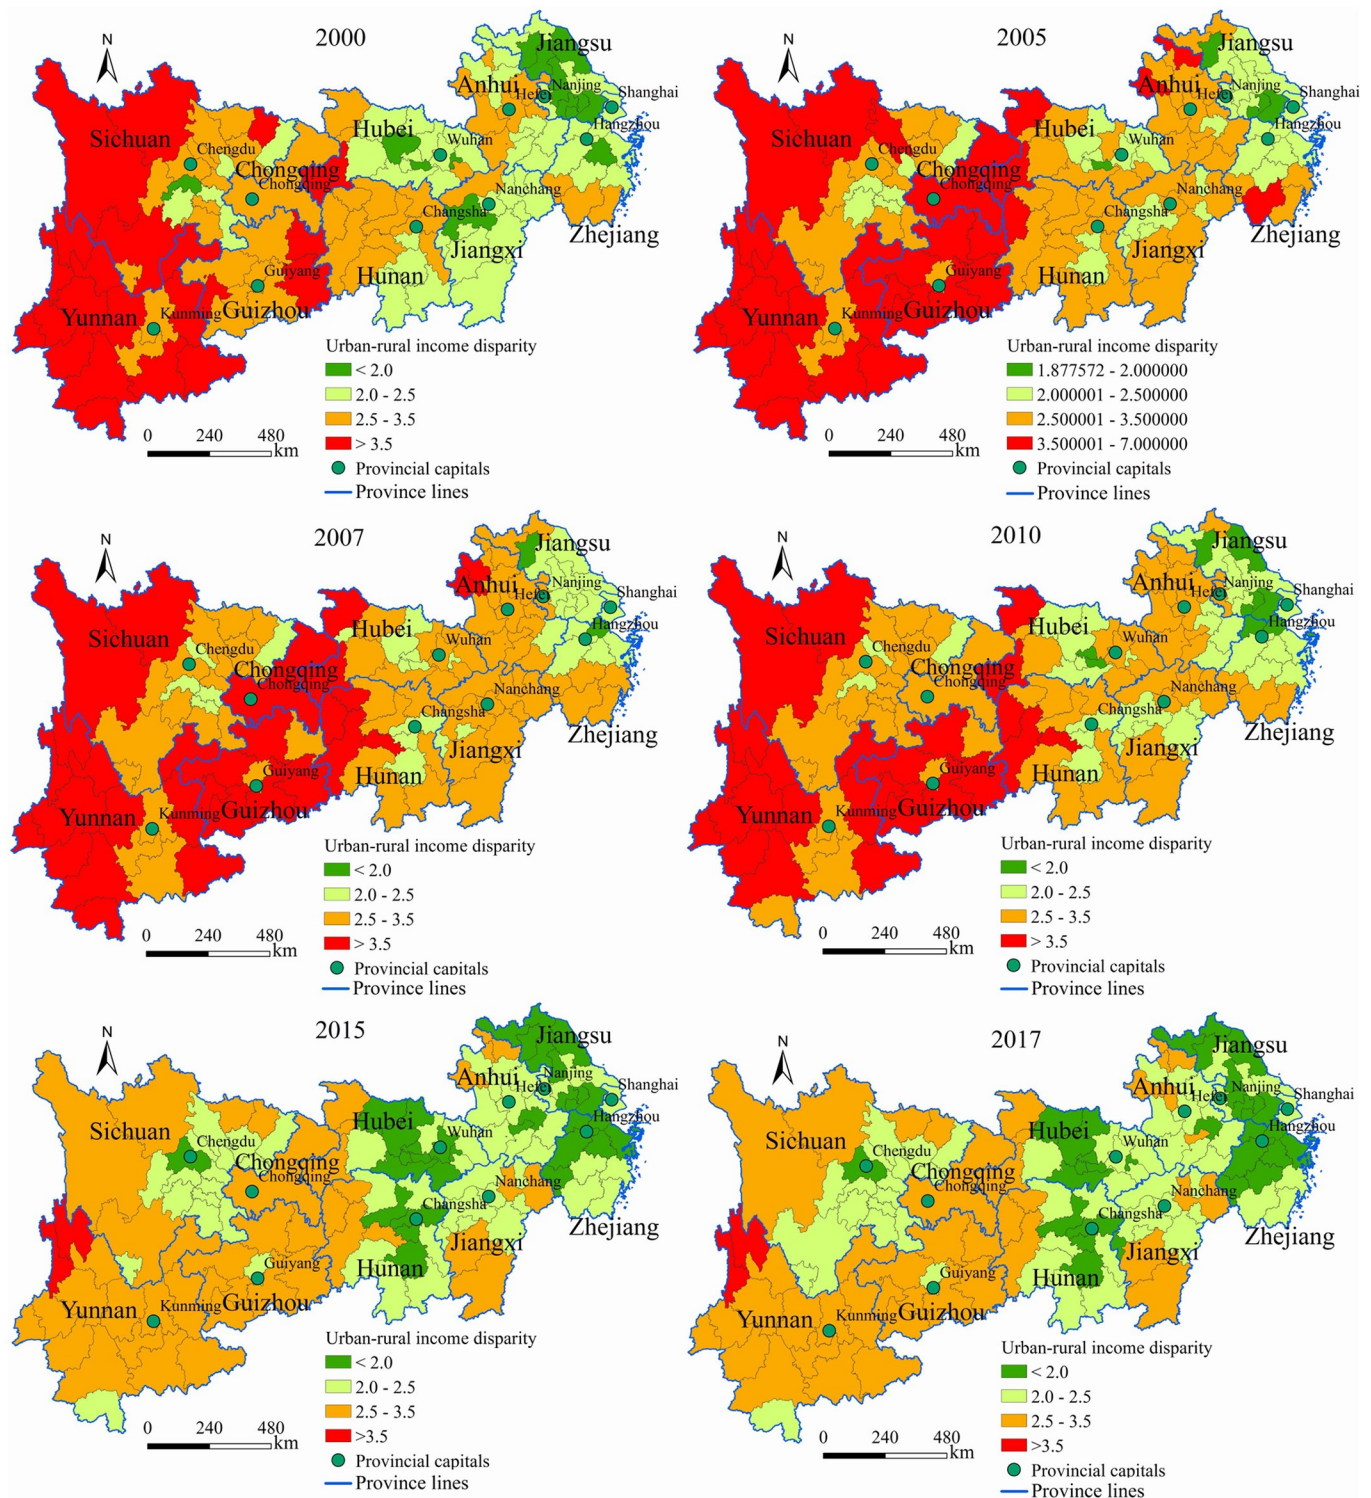 2000
N
Jiangsu
Anhui
Nanjing
Hefei
Shanghai
Hangzhou
Sichuan
Hubei
Wuhan
Chengdu
Chongqing
Chongqing
Nanchang
Changsha
Zhejiang
Jiangxi
Hunan
Guiyang
Guizhou
Yunnan
Kunming
Urban-rural income disparity
< 2.0
2.0 - 2.5
2.5 - 3.5
> 3.5
Provincial capitals
Province lines
0 240 480
km
2005
N
Jiangsu
Anhui
Nanjing
Hefei
Shanghai
Hangzhou
Sichuan
Hubei
Wuhan
Chengdu
Chongqing
Chongqing
Nanchang
Changsha
Zhejiang
Jiangxi
Hunan
Guiyang
Guizhou
Yunnan
Kunming
Urban-rural income disparity
1.877572 - 2.000000
2.000001 - 2.500000
2.500001 - 3.500000
3.500001 - 7.000000
Provincial capitals
Province lines
0 240 480
km
2007
N
Jiangsu
Anhui
Nanjing
Hefei
Shanghai
Hangzhou
Sichuan
Hubei
Wuhan
Chengdu
Chongqing
Chongqing
Nanchang
Changsha
Zhejiang
Jiangxi
Hunan
Guiyang
Guizhou
Yunnan
Kunming
Urban-rural income disparity
< 2.0
2.0 - 2.5
2.5 - 3.5
> 3.5
Provincial capitals
Province lines
0 240 480
km
2010
N
Jiangsu
Anhui
Nanjing
Hefei
Shanghai
Hangzhou
Sichuan
Hubei
Wuhan
Chengdu
Chongqing
Chongqing
Nanchang
Changsha
Zhejiang
Jiangxi
Hunan
Guiyang
Guizhou
Yunnan
Kunming
Urban-rural income disparity
< 2.0
2.0 - 2.5
2.5 - 3.5
> 3.5
Provincial capitals
Province lines
0 240 480
km
2015
N
Jiangsu
Anhui
Nanjing
Hefei
Shanghai
Hangzhou
Sichuan
Hubei
Wuhan
Chengdu
Chongqing
Chongqing
Nanchang
Changsha
Zhejiang
Jiangxi
Hunan
Guiyang
Guizhou
Yunnan
Kunming
Urban-rural income disparity
< 2.0
2.0 - 2.5
2.5 - 3.5
>3.5
Provincial capitals
Province lines
0 240 480
km
2017
N
Jiangsu
Anhui
Nanjing
Hefei
Shanghai
Hangzhou
Sichuan
Hubei
Wuhan
Chengdu
Chongqing
Chongqing
Nanchang
Changsha
Zhejiang
Jiangxi
Hunan
Guiyang
Guizhou
Yunnan
Kunming
Urban-rural income disparity
< 2.0
2.0 - 2.5
2.5 - 3.5
>3.5
Provincial capitals
Province lines
0 240 480
km